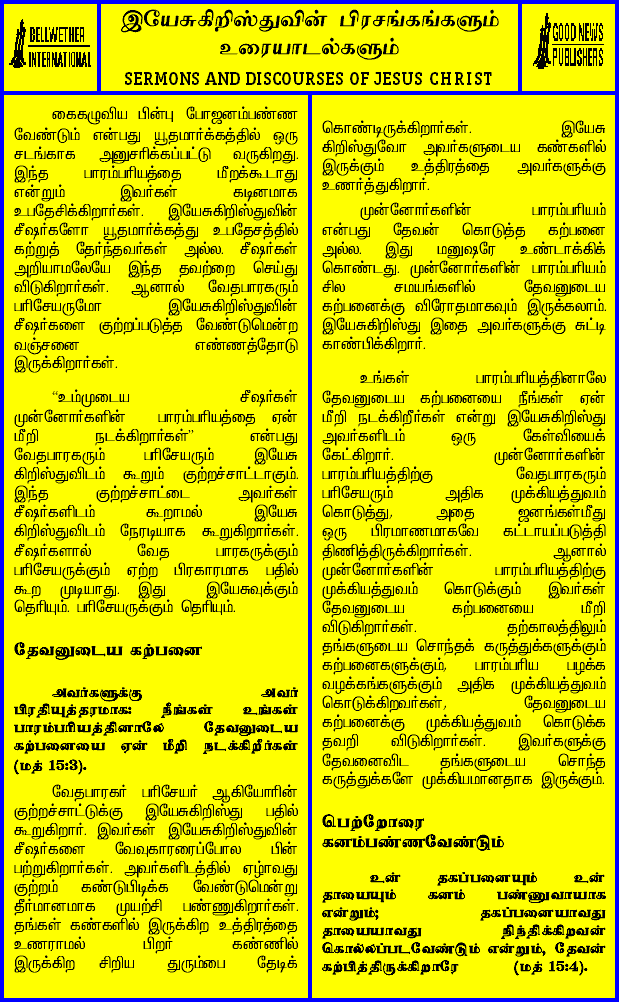 BELLWETHER
INTERNATIONAL
இயேசுகிறிஸ்துவின் பிரசங்கங்களும்
உரையாடல்களும்
SERMONS AND DISCOURSES OF JESUS CHRIST
GOOD NEWS
PUBLISHERS
கைகழுவிய பின்பு போஜனம்பண்ண
வேண்டும் என்பது யூதமார்க்கத்தில் ஒரு
சடங்காக அனுசரிக்கப்பட்டு வருகிறது.
இந்த பாரம்பரியத்தை மீறக்கூடாது
என்றும் இவர்கள் கடினமாக
உபதேசிக்கிறார்கள். இயேசுகிறிஸ்துவின்
சீஷர்களோ யூதமார்க்கத்து உபதேசத்தில்
கற்றுத் தேர்ந்தவர்கள் அல்ல. சீஷர்கள்
அறியாமலேயே இந்த தவற்றை செய்து
விடுகிறார்கள். ஆனால் வேதபாரகரும்
பரிசேயருமோ இயேசுகிறிஸ்துவின்
சீஷர்களை குற்றப்படுத்த வேண்டுமென்ற
வஞ்சனை எண்ணத்தோடு
இருக்கிறார்கள்.
“உம்முடைய சீஷர்கள்
முன்னோர்களின் பாரம்பரியத்தை ஏன்
மீறி நடக்கிறார்கள்” என்பது
வேதபாரகரும் பரிசேயரும் இயேசு
கிறிஸ்துவிடம் கூறும் குற்றச்சாட்டாகும்.
இந்த குற்றச்சாட்டை அவர்கள்
சீஷர்களிடம் கூறாமல் இயேசு
கிறிஸ்துவிடம் நேரடியாக கூறுகிறார்கள்.
சீஷர்களால் வேத பாரகருக்கும்
பரிசேயருக்கும் ஏற்ற பிரகாரமாக பதில்
கூற முடியாது. இது இயேசுவுக்கும்
தெரியும். பரிசேயருக்கும் தெரியும்.
தேவனுடைய கற்பனை
அவர்களுக்கு அவர்
பிரதியுத்தரமாக: நீங்கள் உங்கள்
பாரம்பரியத்தினாலே தேவனுடைய
கற்பனையை ஏன் மீறி நடக்கிறீர்கள்
(மத் 15:3).
வேதபாரகர் பரிசேயர் ஆகியோரின்
குற்றச்சாட்டுக்கு இயேசுகிறிஸ்து பதில்
கூறுகிறார். இவர்கள் இயேசுகிறிஸ்துவின்
சீஷர்களை வேவுகாரரைப்போல பின்
பற்றுகிறார்கள். அவர்களிடத்தில் ஏழாவது
குற்றம் கண்டுபிடிக்க வேண்டுமென்று
தீர்மானமாக முயற்சி பண்ணுகிறார்கள்.
தங்கள் கண்களில் இருக்கிற உத்திரத்தை
உணராமல் பிறர் கண்ணில்
இருக்கிற சிறிய துரும்பை தேடிக்
கொண்டிருக்கிறார்கள். இயேசு
கிறிஸ்துவோ அவர்களுடைய கண்களில்
இருக்கும் உத்திரத்தை அவர்களுக்கு
உணர்த்துகிறார்.
முன்னோர்களின் பாரம்பரியம்
என்பது தேவன் கொடுத்த கற்பனை
அல்ல. இது மனுஷரே உண்டாக்கிக்
கொண்டது. முன்னோர்களின் பாரம்பரியம்
சில சமயங்களில் தேவனுடைய
கற்பனைக்கு விரோதமாகவும் இருக்கலாம்.
இயேசுகிறிஸ்து இதை அவர்களுக்கு சுட்டி
காண்பிக்கிறார்.
உங்கள் பாரம்பரியத்தினாலே
தேவனுடைய கற்பனையை நீங்கள் ஏன்
மீறி நடக்கிறீர்கள் என்று இயேசுகிறிஸ்து
அவர்களிடம் ஒரு கேள்வியைக்
கேட்கிறார். முன்னோர்களின்
பாரம்பரியத்திற்கு வேதபாரகரும்
பரிசேயரும் அதிக முக்கியத்துவம்
கொடுத்து, அதை ஜனங்கள்மீது
ஒரு பிரமாணமாகவே கட்டாயப்படுத்தி
திணித்திருக்கிறார்கள். ஆனால்
முன்னோர்களின் பாரம்பரியத்திற்கு
முக்கியத்துவம் கொடுக்கும் இவர்கள்
தேவனுடைய கற்பனையை மீறி
விடுகிறார்கள். தற்காலத்திலும்
தங்களுடைய சொந்தக் கருத்துக்களுக்கும்
கற்பனைகளுக்கும், பாரம்பரிய பழக்க
வழக்கங்களுக்கும் அதிக முக்கியத்துவம்
கொடுக்கிறவர்கள், தேவனுடைய
கற்பனைக்கு முக்கியத்துவம் கொடுக்க
தவறி விடுகிறார்கள். இவர்களுக்கு
தேவனைவிட தங்களுடைய சொந்த
கருத்துக்களே முக்கியமானதாக இருக்கும்.
பெற்றோரை
கனம்பண்ணவேண்டும்
உன் தகப்பனையும் உன்
தாயையும் கனம் பண்ணுவாயாக
என்றும்; தகப்பனையாவது
தாயையாவது நிந்திக்கிறவன்
கொல்லப்படவேண்டும் என்றும், தேவன்
கற்பித்திருக்கிறாரே (மத் 15:4).